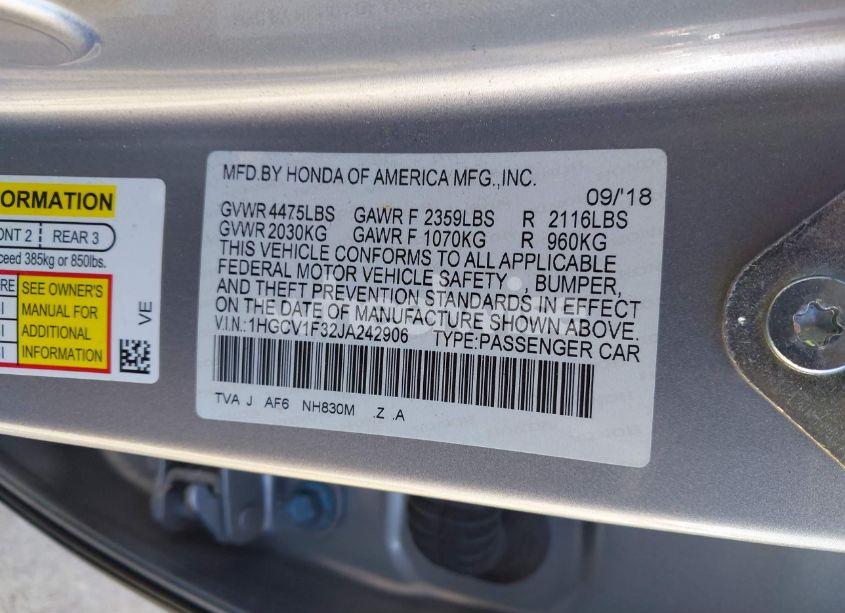 ORMATION
ONT 2 REAR 3
ceed 385kg or 850lbs.
RE SEE OWNER'S
MANUAL FOR
ADDITIONAL
INFORMATION
VE
MFD.BY HONDA OF AMERICA MFG.,INC.
09/'18
GVWR 4475LBS GAWR F 2359LBS R 2116LBS
GVWR 2030KG GAWR F 1070KG R 960KG
THIS VEHICLE CONFORMS TO ALL APPLICABLE
FEDERAL MOTOR VEHICLE SAFETY , BUMPER,
AND THEFT PREVENTION STANDARDS IN EFFECT
ON THE DATE OF MANUFACTURE SHOWN ABOVE.
V.I.N.:1HGCV1F32JA242906 TYPE:PASSENGER CAR
TVA J AF6 NH830M .Z .A